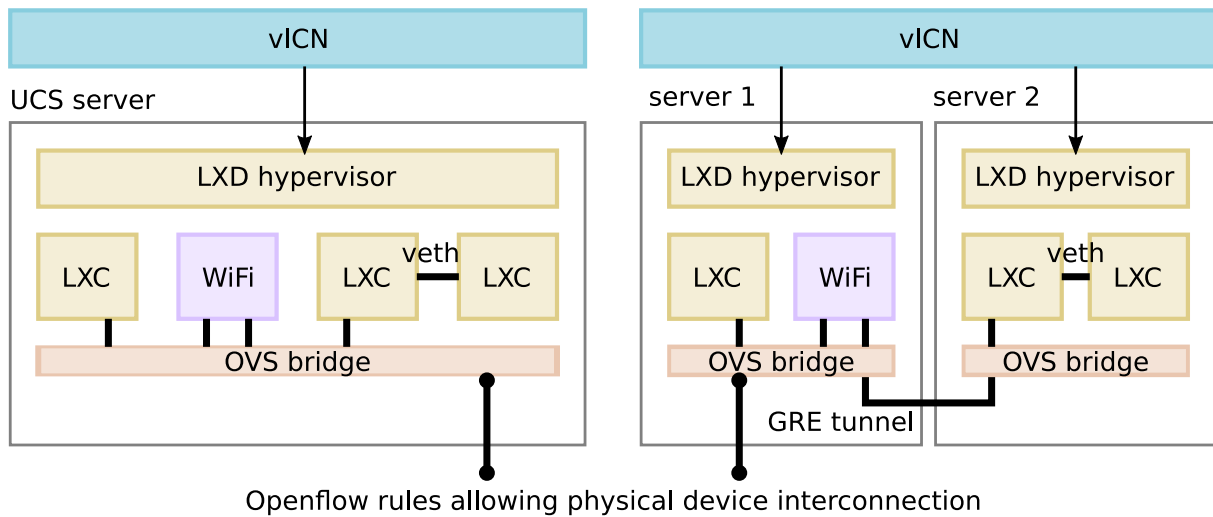 vICN
vICN
UCS server
server 1
server 2
LXD hypervisor
LXD hypervisor
LXD hypervisor
LXC
WiFi
LXC
veth
LXC
LXC
WiFi
LXC
veth
LXC
OVS bridge
OVS bridge
OVS bridge
GRE tunnel
Openflow rules allowing physical device interconnection